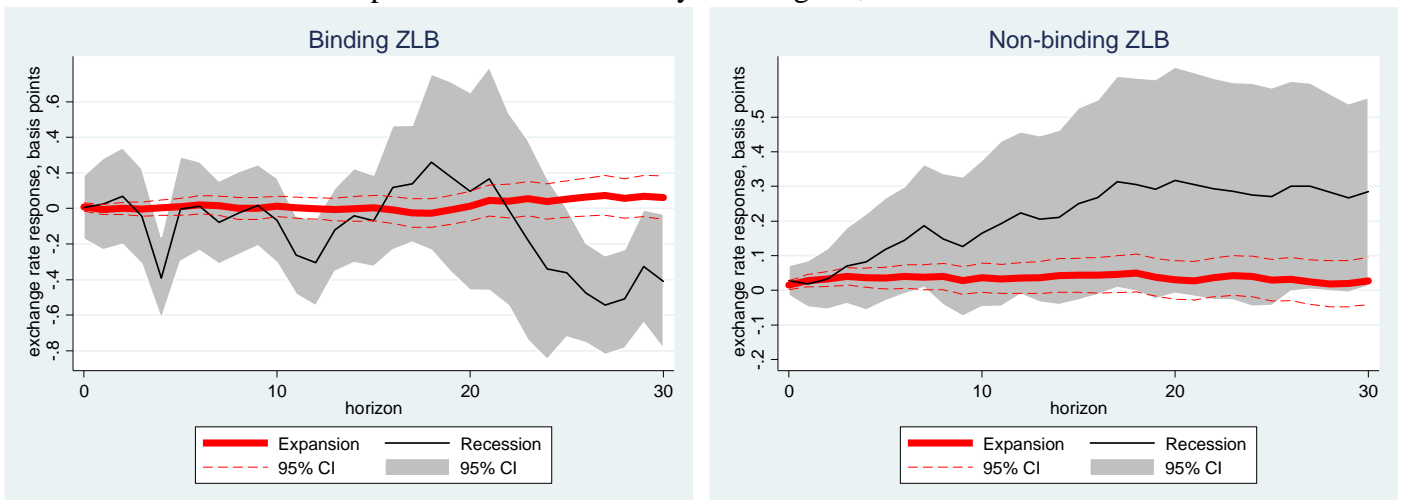 Binding ZLB
exchange rate response, basis points
.6
.4
.2
0
-.2
-.4
-.6
-.8
0 10 20 30
horizon
Expansion Recession
95% CI 95% CI
Non-binding ZLB
exchange rate response, basis points
.5
.4
.3
.2
.1
0
-.1
-.2
0 10 20 30
horizon
Expansion Recession
95% CI 95% CI